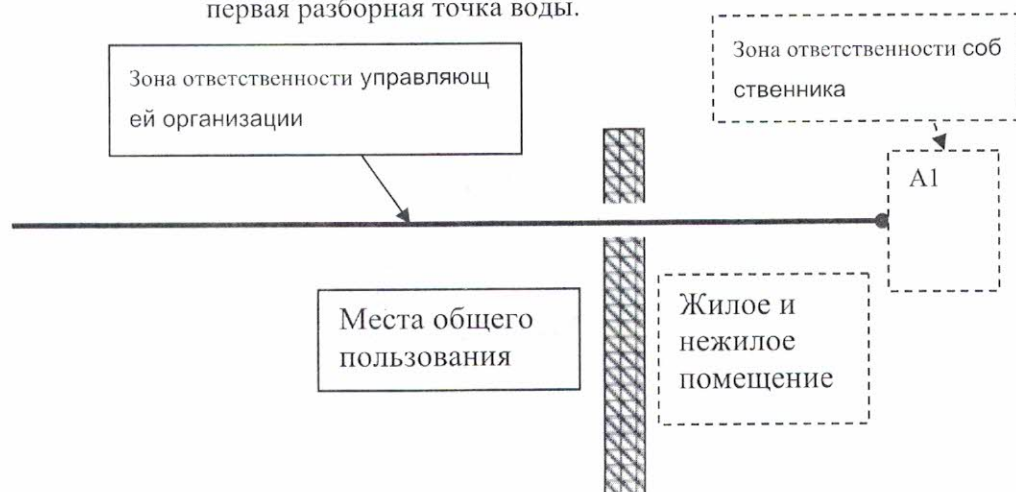 первая разборная точка воды.
Зона ответственности управляющ
ей организации
Зона ответственности соб
ственника
А1
Места общего
пользования
Жилое и
нежилое
помещение